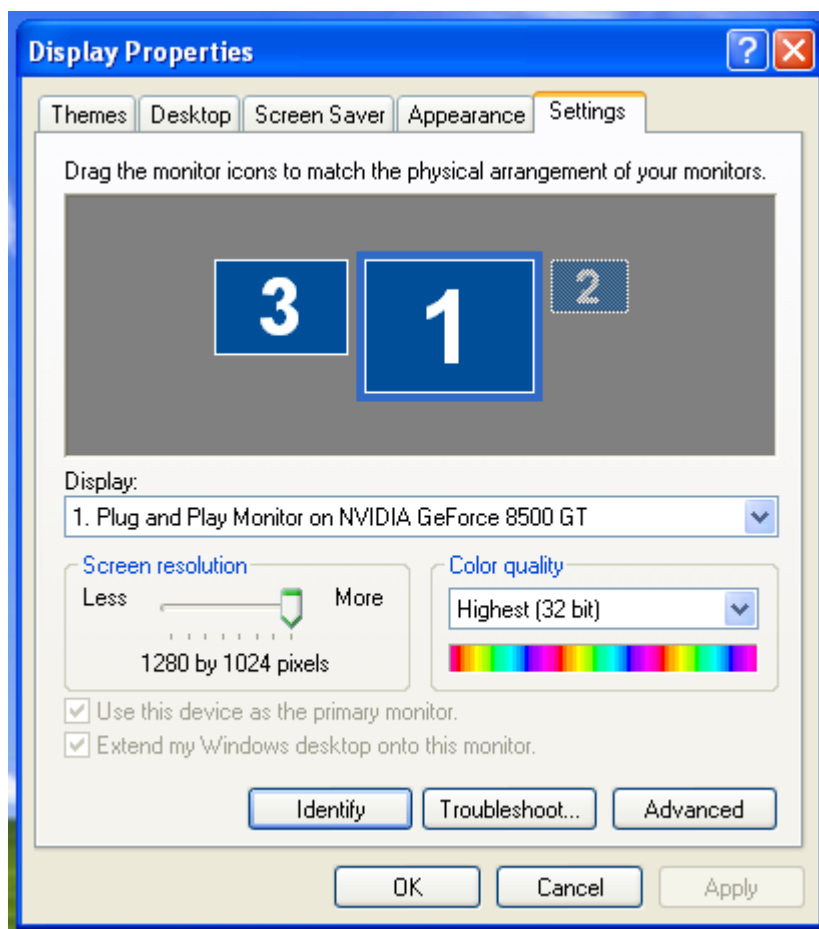 Display Properties
Themes Desktop Screen Saver Appearance Settings
Drag the monitor icons to match the physical arrangement of your monitors.
3 1 2
Display:
1. Plug and Play Monitor on NVIDIA GeForce 8500 GT
Screen resolution Color quality
Less More Highest (32 bit)
1280 by 1024 pixels
Use this device as the primary monitor.
Extend my Windows desktop onto this monitor.
Identify Troubleshoot... Advanced
OK Cancel Apply